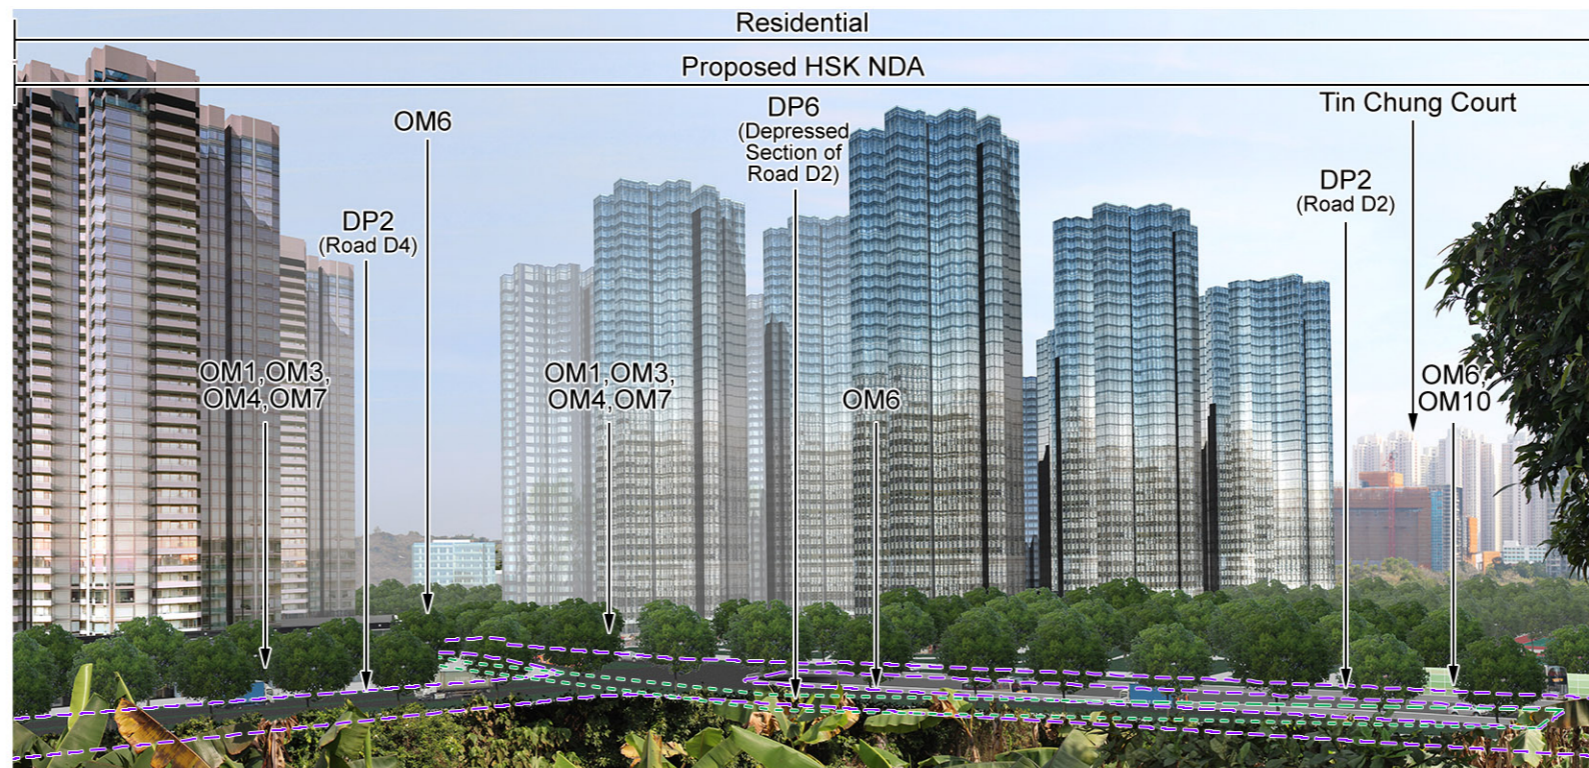 Residential
Proposed HSK NDA
OM6
DP6
(Depressed
Section of
Road D2)
Tin Chung Court
DP2
(Road D4)
DP2
(Road D2)
OM1,OM3,
OM4,OM7
OM1,OM3,
OM4,OM7
OM6
OM6,
OM10